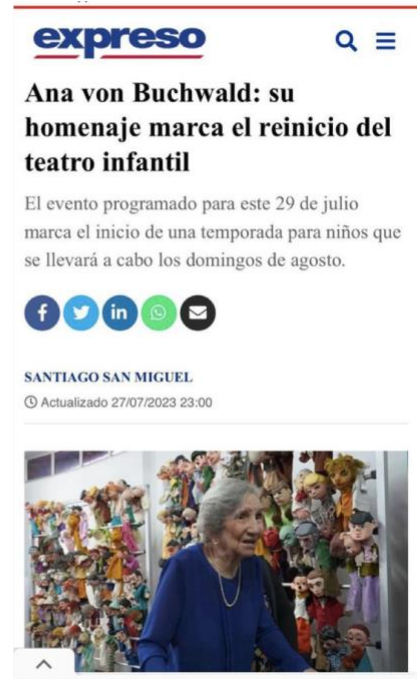 expreso
Ana von Buchwald: su
homenaje marca el reinicio del
teatro infantil
El evento programado para este 29 de julio
marca el inicio de una temporada para niños que
se llevará a cabo los domingos de agosto.
f in
SANTIAGO SAN MIGUEL
Actualizado 27/07/2023 23:00